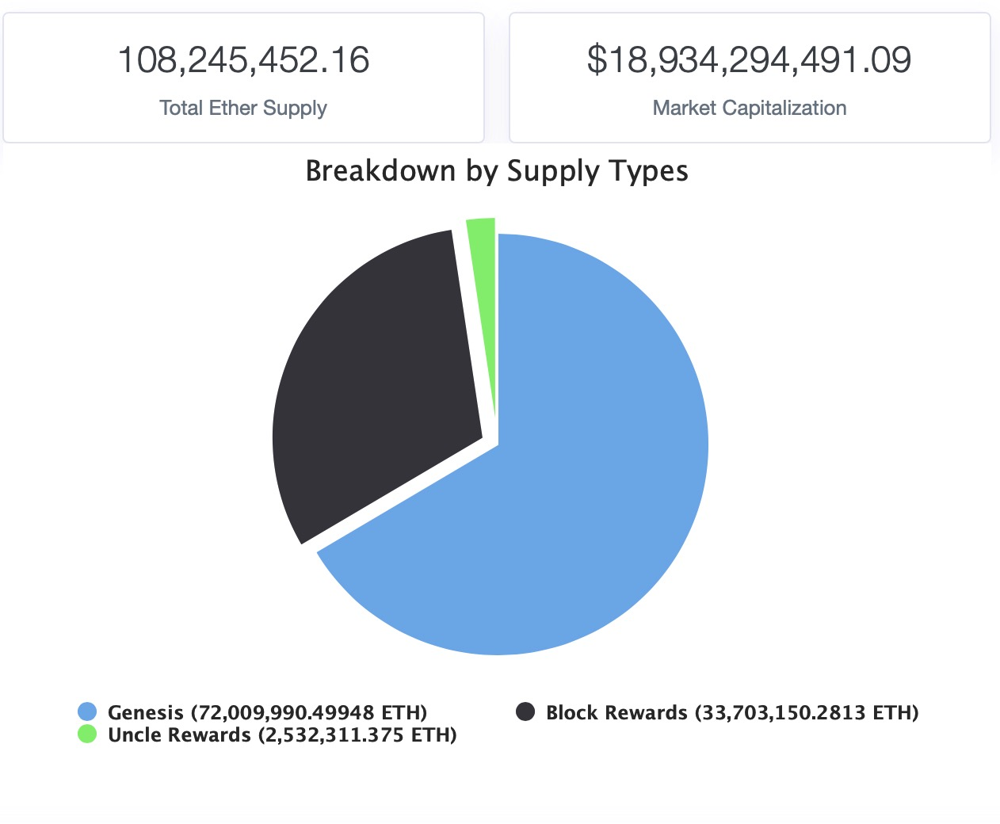 108,245,452.16
Total Ether Supply
$18,934,294,491.09
Market Capitalization
Breakdown by Supply Types
Genesis (72,009,990.49948 ETH)
Block Rewards (33,703,150.2813 ETH)
Uncle Rewards (2,532,311.375 ETH)